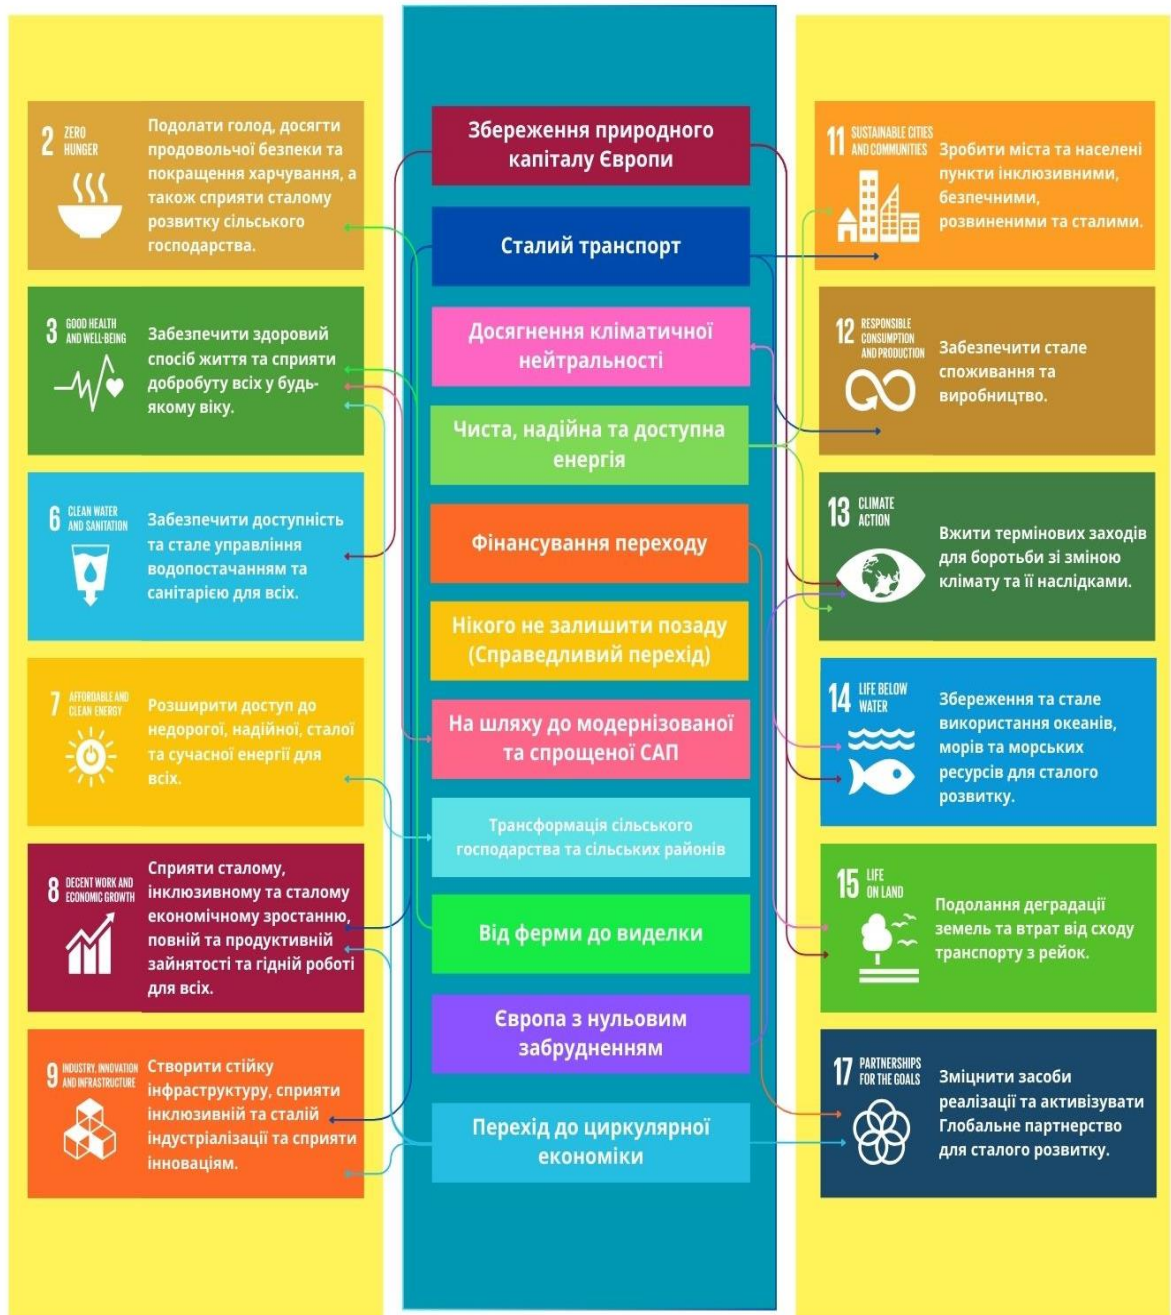 2 ZERO
HUNGER
Подолати голод, досягти
продовольчої безпеки та
покращення харчування, а
також сприяти сталому
розвитку сільського
господарства.
3 GOOD HEALTH
AND WELL-BEING
Забезпечити здоровий
спосіб життя та сприяти
добробуту всіх у будь-
якому віку.
6 CLEAN WATER
AND SANITATION
Забезпечити доступність
та стале управління
водопостачанням та
санітарією для всіх.
7 AFFORDABLE AND
CLEAN ENERGY
Розширити доступ до
недорогої, надійної, сталої
та сучасної енергії для
всіх.
8 DECENT WORK AND
ECONOMIC GROWTH
Сприяти сталому,
інклюзивному та сталому
економічному зростанню,
повній та продуктивній
зайнятості та гідній роботі
для всіх.
9 INDUSTRY, INNOVATION
AND INFRASTRUCTURE
Створити стійку
інфраструктуру, сприяти
інклюзивній та сталій
індустріалізації та сприяти
інноваціям.
Збереження природного
капіталу Європи
Сталий транспорт
Досягнення кліматичної
нейтральності
Чиста, надійна та доступна
енергія
Фінансування переходу
Нікого не залишити позаду
(Справедливий перехід)
На шляху до модернізованої
та спрощеної САП
Трансформація сільського
господарства та сільських районів
Від ферми до виделки
Європа з нульовим
забрудненням
Перехід до циркулярної
економіки
11 SUSTAINABLE CITIES
AND COMMUNITIES
Зробити міста та населені
пункти інклюзивними,
безпечними,
розвиненими та сталими.
12 RESPONSIBLE
CONSUMPTION
AND PRODUCTION
Забезпечити стале
споживання та
виробництво.
13 CLIMATE
ACTION
Вжити термінових заходів
для боротьби зі зміною
клімату та її наслідками.
14 LIFE BELOW
WATER
Збереження та стале
використання океанів,
морів та морських
ресурсів для сталого
розвитку.
15 LIFE
ON LAND
Подолання деградації
земель та втрат від сходу
транспорту з рейок.
17 PARTNERSHIPS
FOR THE GOALS
Зміцнити засоби
реалізації та активізувати
Глобальне партнерство
для сталого розвитку.